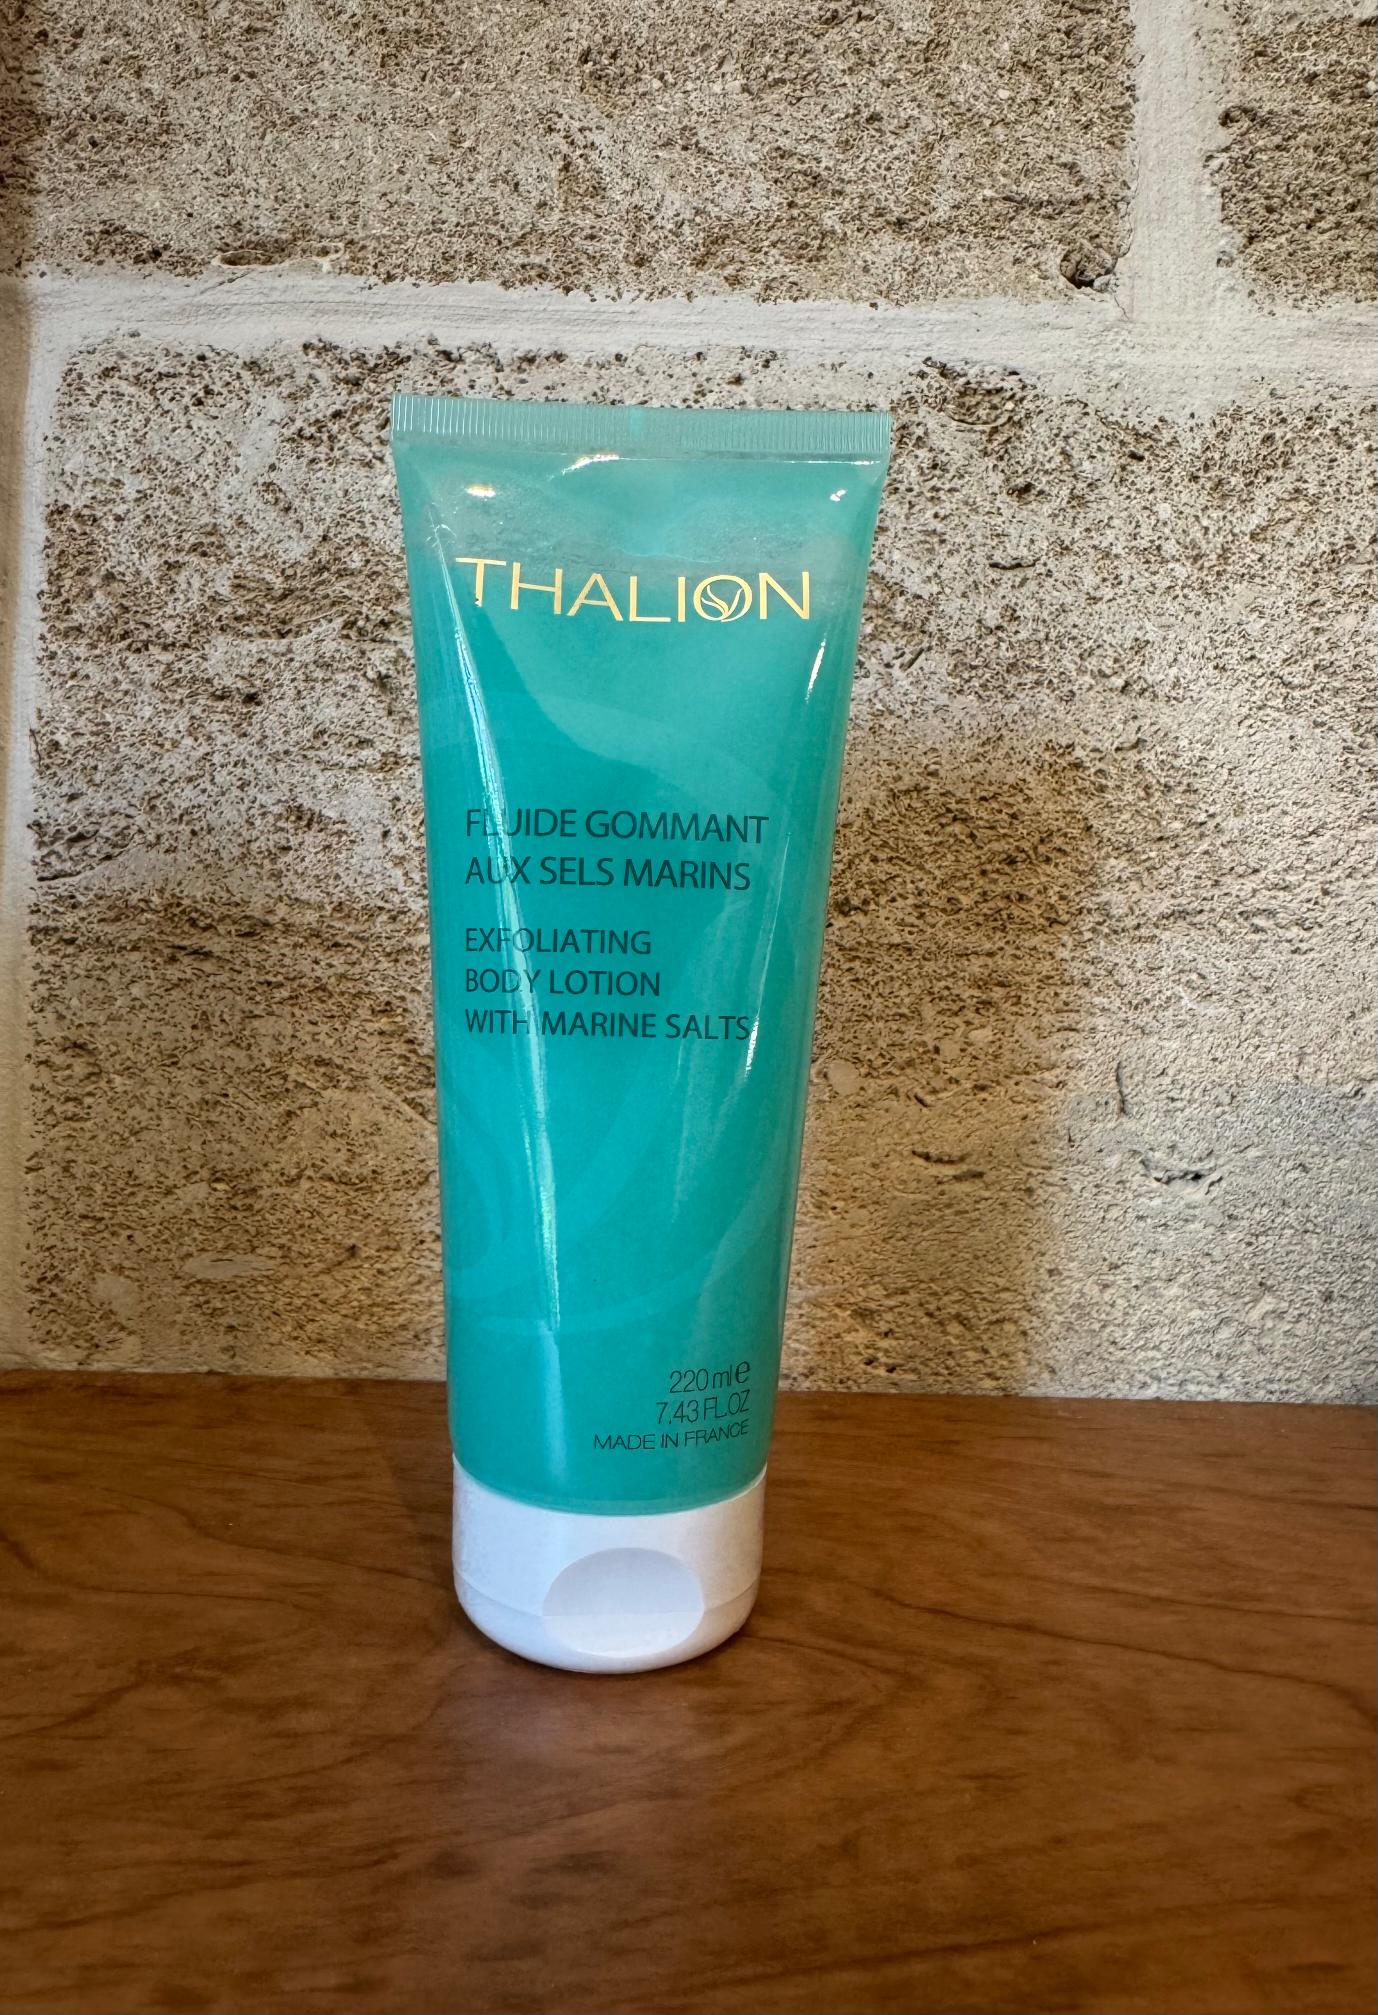 THALION
FLUIDE GOMMANT
AUX SELS MARINS
EXFOLIATING
BODY LOTION
WITH MARINE SALTS
220 ml e
7,43 FL.OZ
MADE IN FRANCE